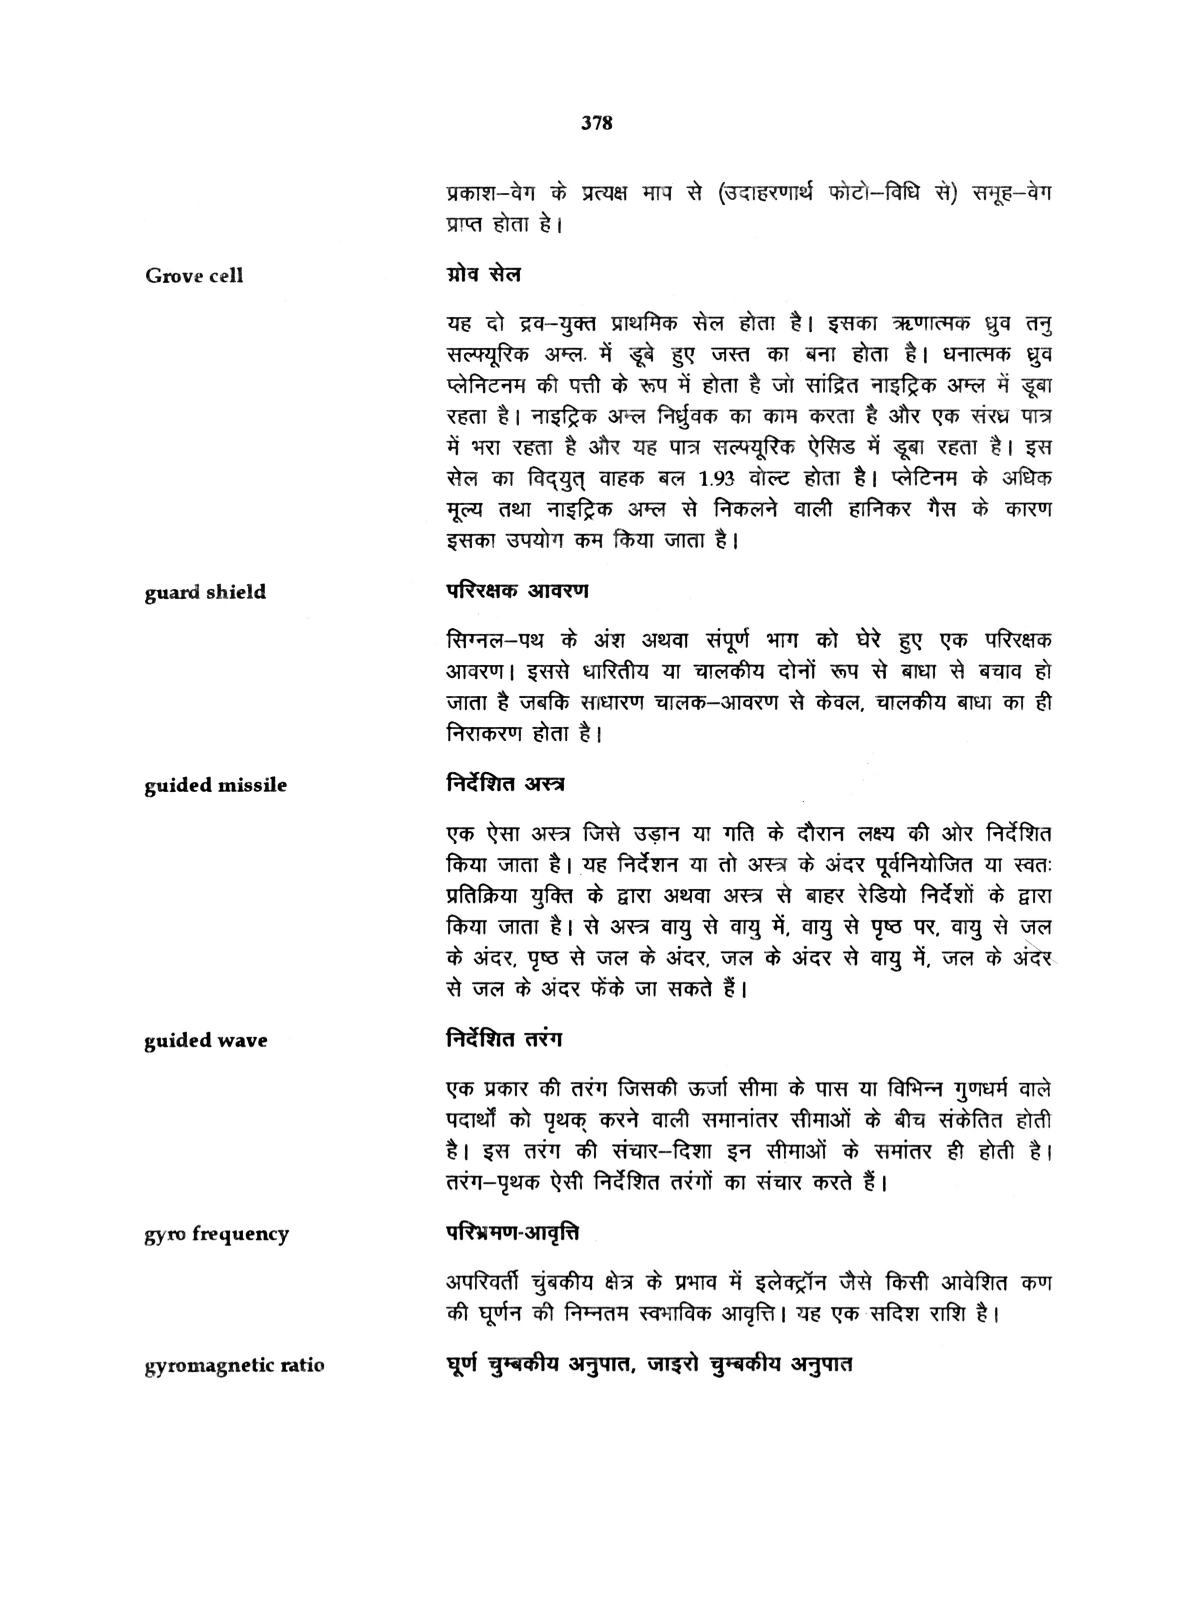 378
प्रकाश–वेग के प्रत्यक्ष माप से (उदाहरणार्थ फोटो–विधि से) समूह–वेग
प्राप्त होता हे।
Grove cell ग्रोव सेल
यह दो द्रव–युक्त प्राथमिक सेल होता है। इसका ऋणात्मक ध्रुव तनु
सल्फ्यूरिक अम्ल. में डूबे हुए जस्त का बना होता है। धनात्मक ध्रुव
प्लेनिटनम की पत्ती के रूप में होता है जो सांद्रित नाइट्रिक अम्ल में डूबा
रहता है। नाइट्रिक अम्ल निर्ध्रुवक का काम करता है और एक संरध्र पात्र
में भरा रहता है और यह पात्र सल्फ्यूरिक ऐसिड में डूबा रहता है। इस
सेल का विद्‌युत् वाहक बल 1.93 वोल्ट होता है। प्लेटिनम के अधिक
मूल्य तथा नाइट्रिक अम्ल से निकलने वाली हानिकर गैस के कारण
इसका उपयोग कम किया जाता है।
guard shield परिरक्षक आवरण
सिग्नल–पथ के अंश अथवा संपूर्ण भाग को घेरे हुए एक परिरक्षक
आवरण। इससे धारितीय या चालकीय दोनों रूप से बाधा से बचाव हो
जाता है जबकि साधारण चालक–आवरण से केवल, चालकीय बाधा का ही
निराकरण होता है।
guided missile निर्देशित अस्त्र
एक ऐसा अस्त्र जिसे उड़ान या गति के दौरान लक्ष्य की ओर निर्देशित
किया जाता है। यह निर्देशन या तो अस्त्र के अंदर पूर्वनियोजित या स्वतः
प्रतिक्रिया युक्ति के द्वारा अथवा अस्त्र से बाहर रेडियो निर्देशों के द्वारा
किया जाता है। से अस्त्र वायु से वायु में, वायु से पृष्ठ पर, वायु से जल
के अंदर, पृष्ठ से जल के अंदर, जल के अंदर से वायु में, जल के अंदर
से जल के अंदर फेंके जा सकते हैं।
guided wave निर्देशित तरंग
एक प्रकार की तरंग जिसकी ऊर्जा सीमा के पास या विभिन्न गुणधर्म वाले
पदार्थों को पृथक् करने वाली समानांतर सीमाओं के बीच संकेतित होती
है। इस तरंग की संचार–दिशा इन सीमाओं के समांतर ही होती है।
तरंग–पृथक ऐसी निर्देशित तरंगों का संचार करते हैं।
gyro frequency परिभ्रमण-आवृत्ति
अपरिवर्ती चुंबकीय क्षेत्र के प्रभाव में इलेक्ट्रॉन जैसे किसी आवेशित कण
की घूर्णन की निम्नतम स्वभाविक आवृत्ति। यह एक सदिश राशि है।
gyromagnetic ratio घूर्ण चुम्बकीय अनुपात, जाइरो चुम्बकीय अनुपात